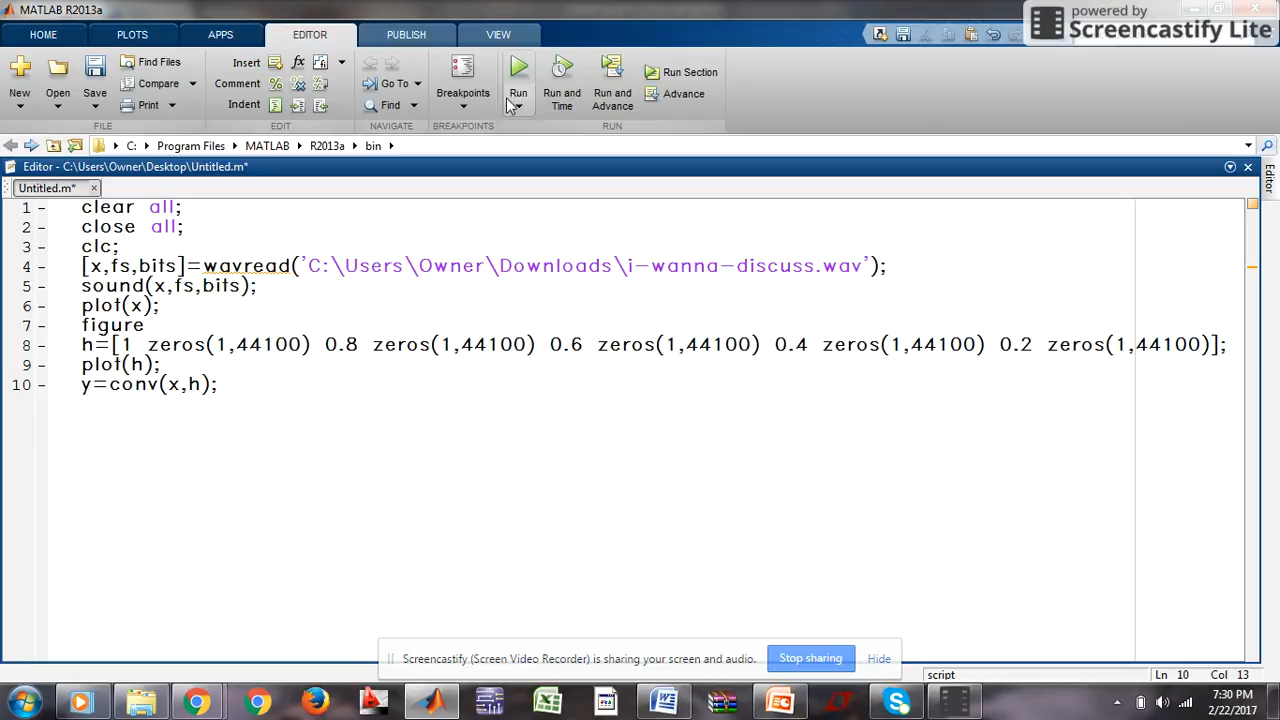 MATLAB R2013a
powered by
Screencastify Lite
HOME PLOTS APPS EDITOR PUBLISH VIEW
New Open Save Find Files Compare Print
Insert Comment Indent
Go To Find
Breakpoints Run Run and Time Run and Advance Run Section Advance
FILE EDIT NAVIGATE BREAKPOINTS RUN
C: Program Files MATLAB R2013a bin
Editor - C:\Users\Owner\Desktop\Untitled.m*
Editor
Untitled.m* ×
1 - clear all;
2 - close all;
3 - clc;
4 - [x,fs,bits]=wavread('C:\Users\Owner\Downloads\i-wanna-discuss.wav');
5 - sound(x,fs,bits);
6 - plot(x);
7 - figure
8 - h=[1 zeros(1,44100) 0.8 zeros(1,44100) 0.6 zeros(1,44100) 0.4 zeros(1,44100) 0.2 zeros(1,44100)];
9 - plot(h);
10 - y=conv(x,h);
Screencastify (Screen Video Recorder) is sharing your screen and audio. Stop sharing Hide
script Ln 10 Col 13
7:30 PM
2/22/2017